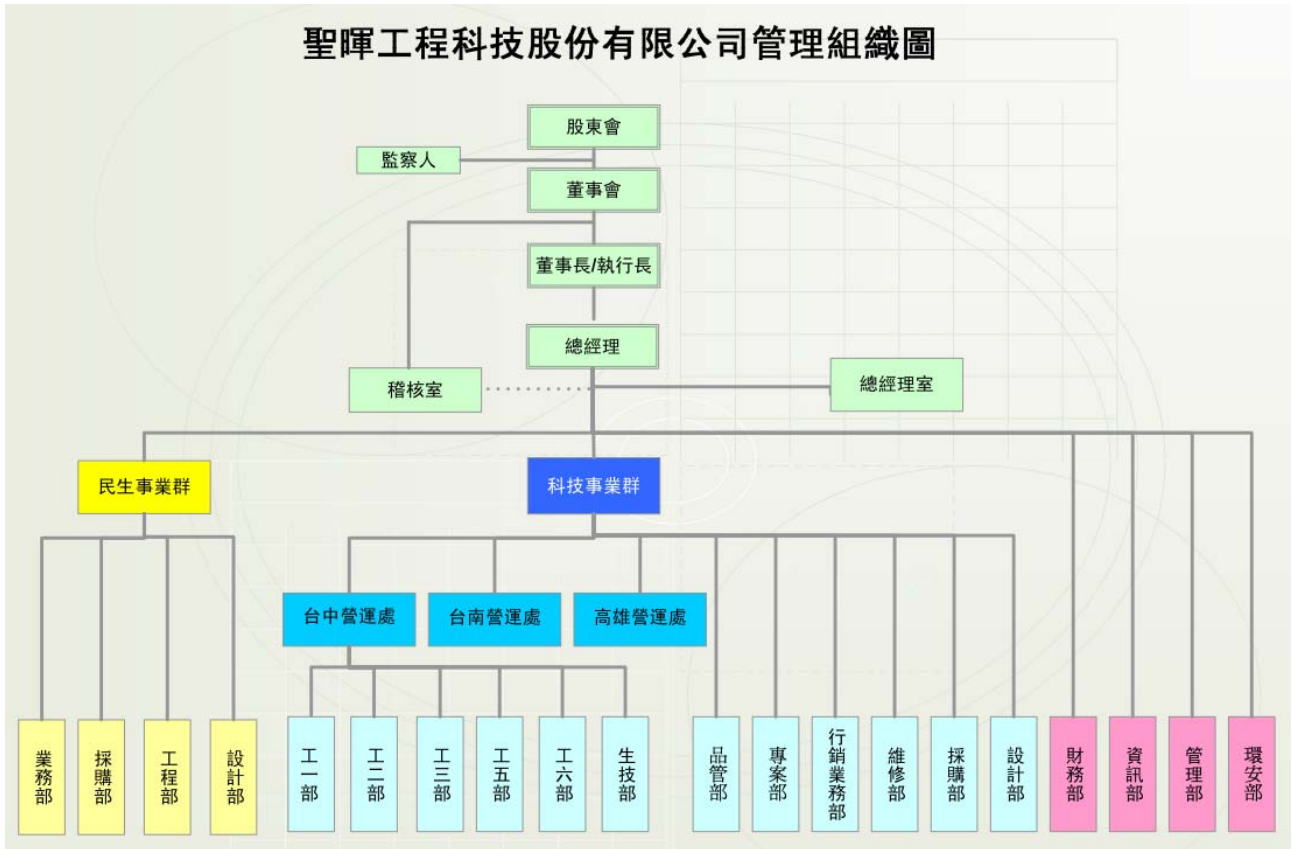 聖暉工程科技股份有限公司管理組織圖
股東會
監察人
董事會
董事長/執行長
總經理
稽核室
總經理室
民生事業群
科技事業群
台中營運處
台南營運處
高雄營運處
業務部
採購部
工程部
設計部
工一部
工二部
工三部
工五部
工六部
生技部
品管部
專案部
行銷業務部
維修部
採購部
設計部
財務部
資訊部
管理部
環安部